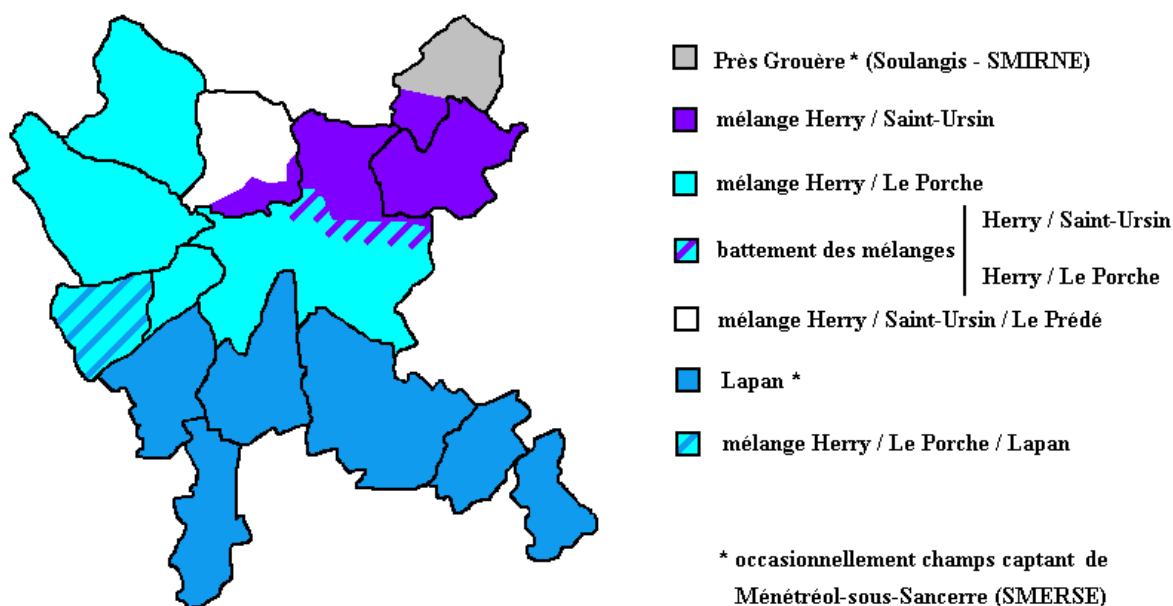 Près Grouère * (Soulangis - SMIRNE)
mélange Herry / Saint-Ursin
mélange Herry / Le Porche
battement des mélanges
Herry / Saint-Ursin
Herry / Le Porche
mélange Herry / Saint-Ursin / Le Prédé
Lapan *
mélange Herry / Le Porche / Lapan
* occasionnellement champs captant de
Ménétréol-sous-Sancerre (SMERSE)